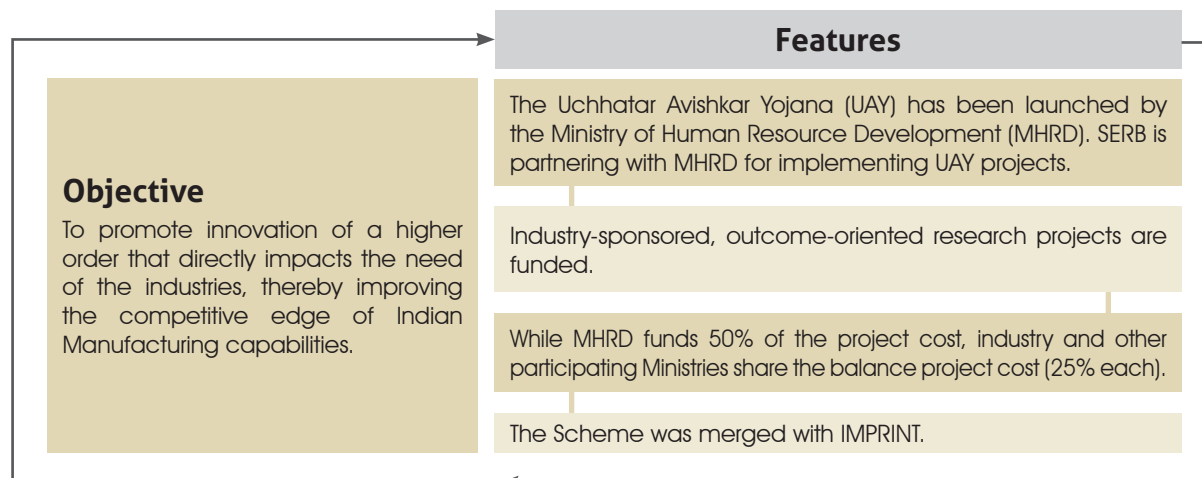 Features
Objective
To promote innovation of a higher
order that directly impacts the need
of the industries, thereby improving
the competitive edge of Indian
Manufacturing capabilities.
The Uchhatar Avishkar Yojana (UAY) has been launched by
the Ministry of Human Resource Development (MHRD). SERB is
partnering with MHRD for implementing UAY projects.
Industry-sponsored, outcome-oriented research projects are
funded.
While MHRD funds 50% of the project cost, industry and other
participating Ministries share the balance project cost (25% each).
The Scheme was merged with IMPRINT.